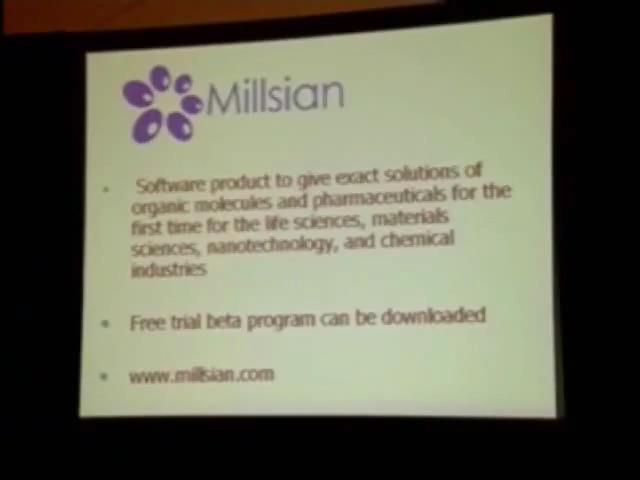 Millsian
Software product to give exact solutions of
organic molecules and pharmaceuticals for the
first time for the life sciences, materials
sciences, nanotechnology, and chemical
industries
Free trial beta program can be downloaded
www.millsian.com